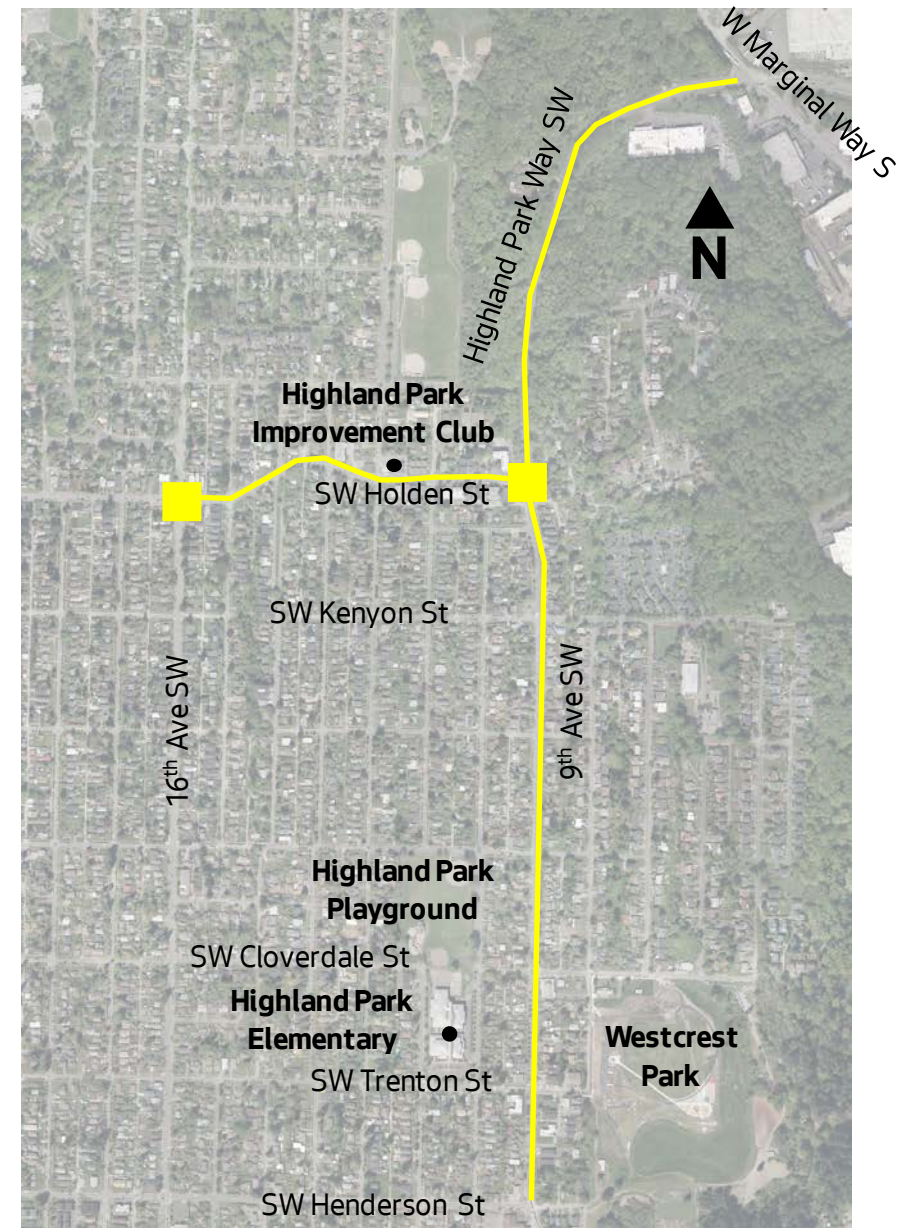 W Marginal Way S
Highland Park Way SW
N
Highland Park
Improvement Club
SW Holden St
SW Kenyon St
16th Ave SW
9th Ave SW
Highland Park
Playground
SW Cloverdale St
Highland Park
Elementary
Westcrest
Park
SW Trenton St
SW Henderson St